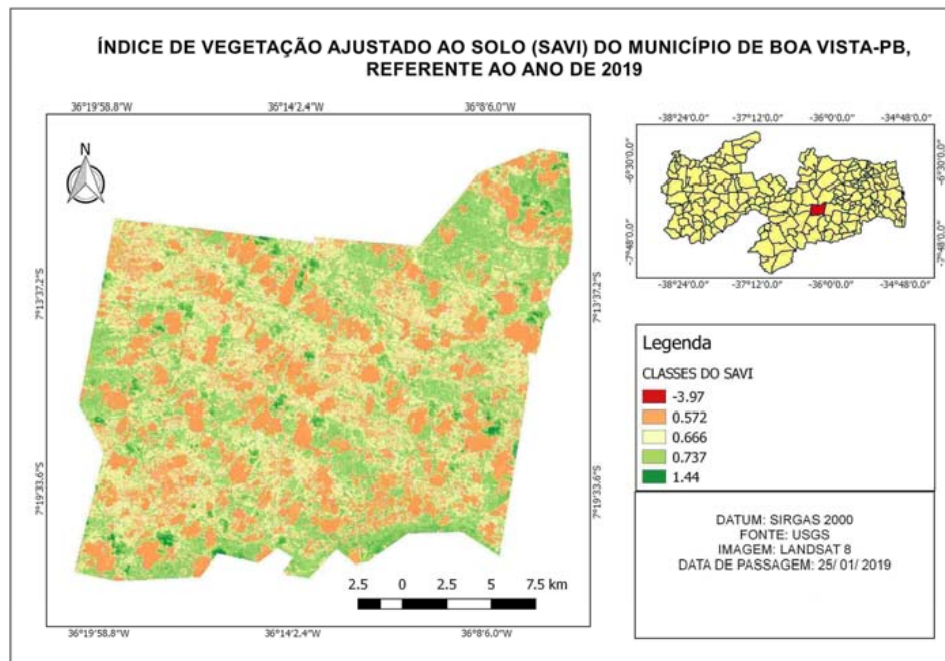 ÍNDICE DE VEGETAÇÃO AJUSTADO AO SOLO (SAVI) DO MUNICÍPIO DE BOA VISTA-PB,
REFERENTE AO ANO DE 2019
36°19'58.8"W 36°14'2.4"W 36°8'6.0"W
N
7°13'37.2"S 7°13'37.2"S
7°19'33.6"S 7°19'33.6"S
2.5 0 2.5 5 7.5 km
36°19'58.8"W 36°14'2.4"W 36°8'6.0"W
-38°24'0.0" -37°12'0.0" -36°0'0.0" -34°48'0.0"
-6°30'0.0" -6°30'0.0"
-7°48'0.0" -7°48'0.0"
-38°24'0.0" -37°12'0.0" -36°0'0.0" -34°48'0.0"
Legenda
CLASSES DO SAVI
-3.97
0.572
0.666
0.737
1.44
DATUM: SIRGAS 2000
FONTE: USGS
IMAGEM: LANDSAT 8
DATA DE PASSAGEM: 25/ 01/ 2019